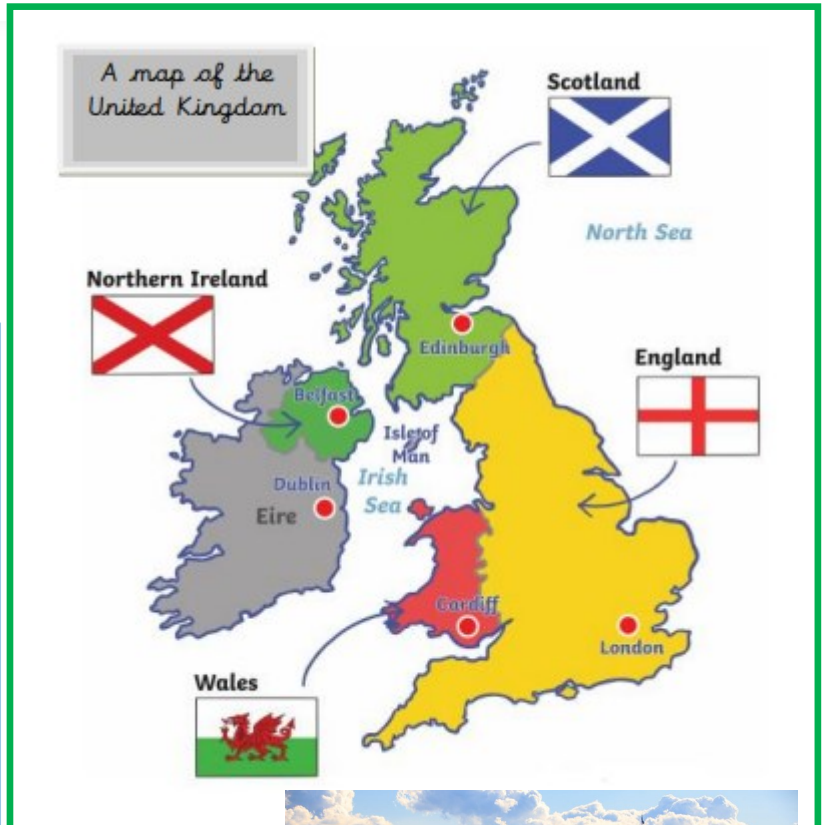 A map of the
United Kingdom
Scotland
North Sea
Northern Ireland
Edinburgh
England
Belfast
Isle of
Man
Irish
Sea
Dublin
Eire
Cardiff
London
Wales